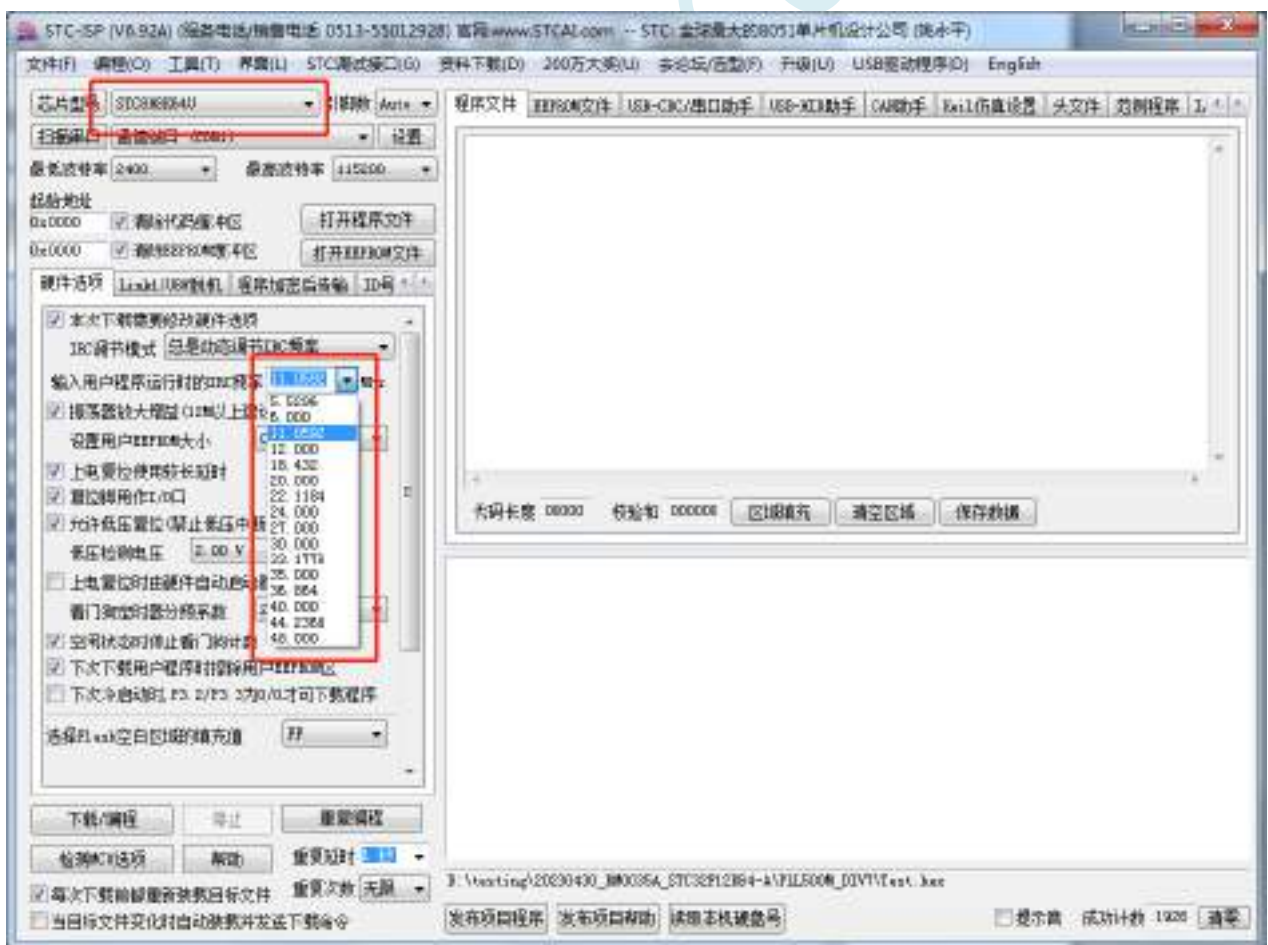 STC-ISP (V6.92A) (服务电话/销售电话 0513-55012928) 官网:www.STCAI.com -- STC: 全球最大的8051单片机设计公司 (姚永平)
文件(F) 编程(O) 工具(T) 界面(L) STC测试接口(G) 资料下载(D) 200万大奖(U) 去论坛/选型(F) 升级(U) USB驱动程序(O) English
芯片型号 STC8H8K64U 引脚数 Auto
扫描串口 (COM1) 设置
最低波特率 2400 最高波特率 115200
起始地址
0x0000 清除代码缓冲区 打开程序文件
0x0000 清除EEPROM缓冲区 打开EEPROM文件
硬件选项 程序加密后传输 ID号
本次下载需要修改硬件选项
IRC调节模式 总是动态调节IRC频率
输入用户程序运行时的IRC频率 11.0592 MHz
振荡器放大增益(12M以上建议
设置用户EEPROM大小
上电复位使用较长延时
复位脚用作I/O口
允许低压复位(禁止低压中断
低压检测电压 2.00 V
上电复位时由硬件自动启动
看门狗定时器分频系数
空闲状态时停止看门狗计数
下次下载用户程序时擦除用户EEPROM区
下次冷启动时,P3.2/P3.3为0/0才可下载程序
选择Flash空白区域的填充值 FF
5.5296
6.000
11.0592
12.000
18.432
20.000
22.1184
24.000
27.000
30.000
33.1776
35.000
36.864
40.000
44.2368
48.000
下载/编程 停止 重复编程
检测MCU选项 帮助 重复延时
每次下载前都重新装载目标文件 重复次数 无限
当目标文件变化时自动装载并发送下载命令
程序文件 EEPROM文件 USB-CDC/串口助手 USB-HID助手 CAN助手 Keil仿真设置 头文件 范例程序
代码长度 校验和 区域填充 清空区域 保存数据
发布项目程序 发布项目帮助 读取本机硬盘号 提示音 成功计数 1926 清零